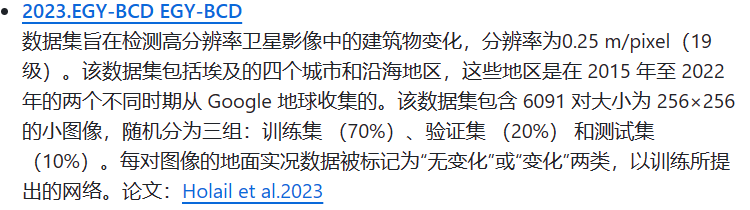 2023.EGY-BCD EGY-BCD
数据集旨在检测高分辨率卫星影像中的建筑物变化，分辨率为0.25 m/pixel（19
级）。该数据集包括埃及的四个城市和沿海地区，这些地区是在 2015 年至 2022
年的两个不同时期从 Google 地球收集的。该数据集包含 6091 对大小为 256×256
的小图像，随机分为三组：训练集 （70%）、验证集 （20%） 和测试集
（10%）。每对图像的地面实况数据被标记为“无变化”或“变化”两类，以训练所提
出的网络。论文：Holail et al.2023